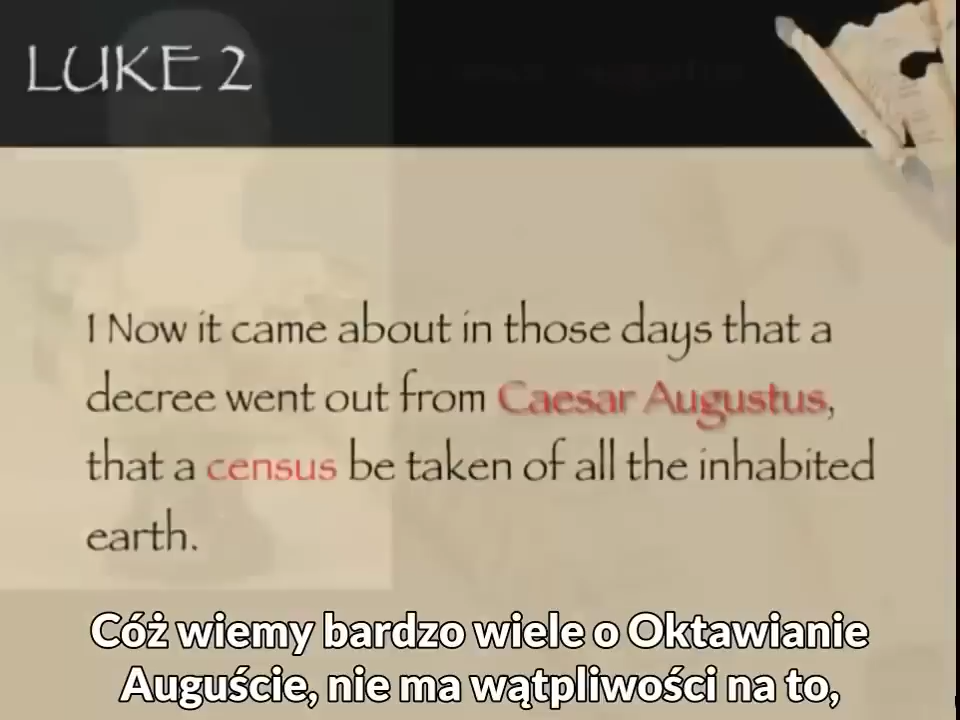 LUKE 2
1 Now it came about in those days that a
decree went out from Caesar Augustus,
that a census be taken of all the inhabited
earth.
Cóż wiemy bardzo wiele o Oktawianie
Auguście, nie ma wątpliwości na to,